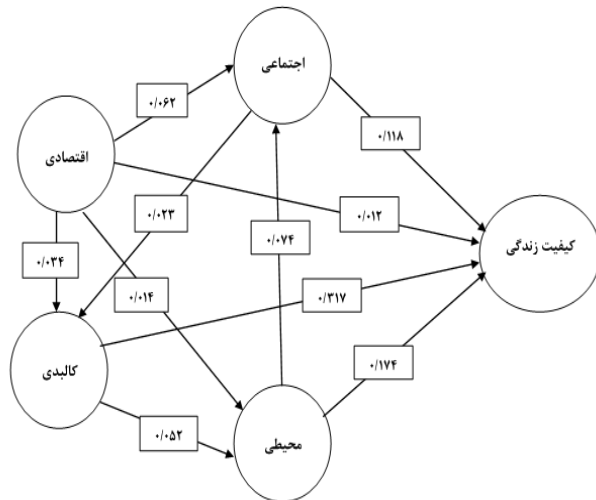 اجتماعی
۰/۰۶۲
۰/۱۱۸
اقتصادی
۰/۰۲۳
۰/۰۱۲
کیفیت زندگی
۰/۰۷۴
۰/۰۳۴
۰/۰۱۴
۰/۳۱۷
کالبدی
۰/۱۷۴
۰/۰۵۲
محیطی